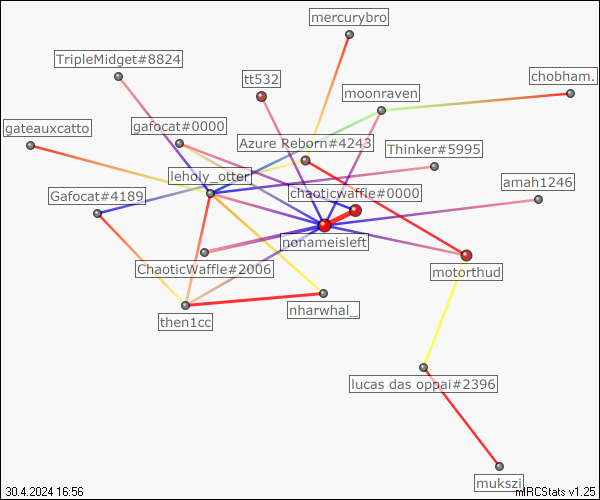 mercurybro
TripleMidget#8824
tt532
chobham.
moonraven
gateauxcatto
gafocat#0000
Azure Reborn#4243
Thinker#5995
leholy_otter
amah1246
Gafocat#4189
chaoticwaffle#0000
nonameisleft
ChaoticWaffle#2006
motorthud
nharwhal_
then1cc
lucas das oppai#2396
mukszi
30.4.2024 16:56
mIRCStats v1.25